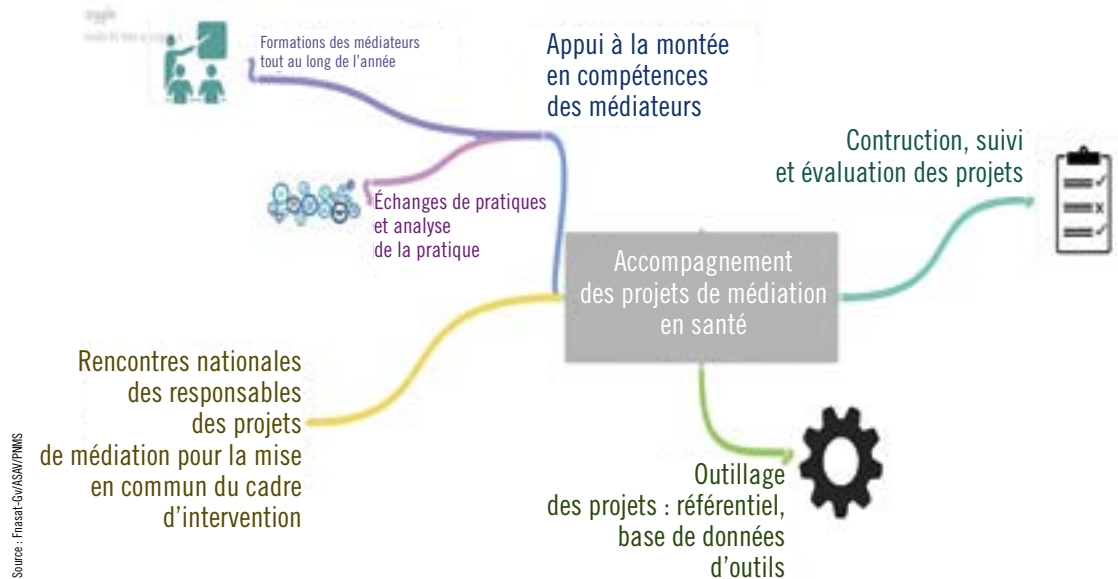 Formations des médiateurs
tout au long de l’année
Appui à la montée
en compétences
des médiateurs
Échanges de pratiques
et analyse
de la pratique
Contruction, suivi
et évaluation des projets
Accompagnement
des projets de médiation
en santé
Rencontres nationales
des responsables
des projets
de médiation pour la mise
en commun du cadre
d’intervention
Outillage
des projets : référentiel,
base de données
d’outils
Source : Fnasat-Gv/ASAV/PNMS